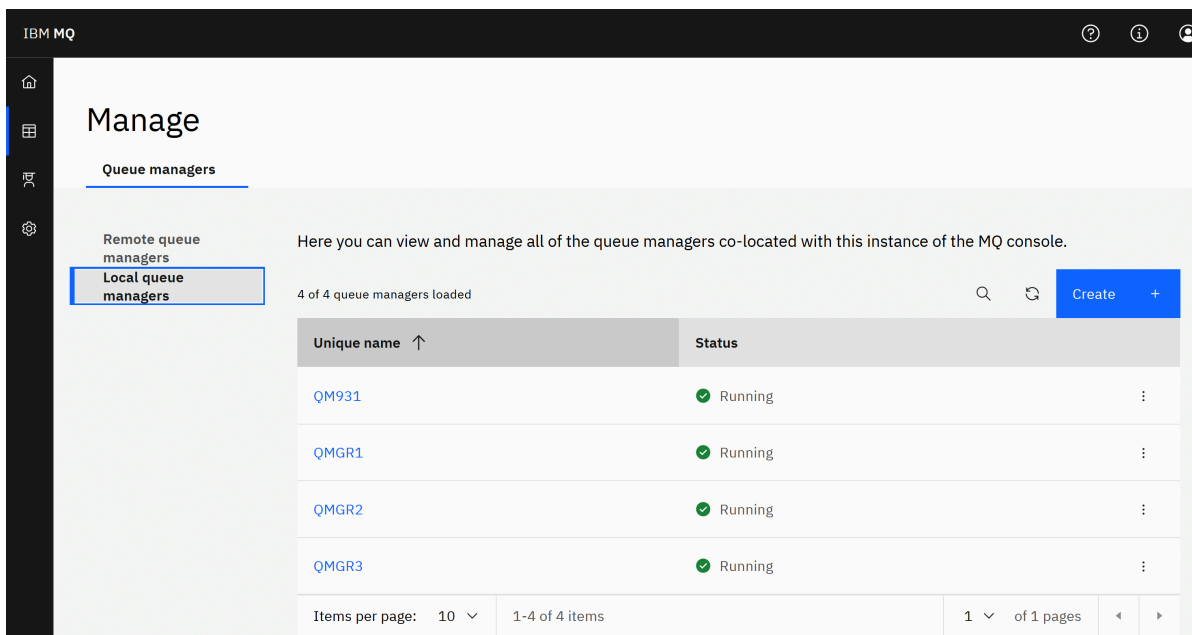 IBM MQ
Manage
Queue managers
Remote queue
managers
Local queue
managers
Here you can view and manage all of the queue managers co-located with this instance of the MQ console.
4 of 4 queue managers loaded
Create +
Unique name Status
QM931 Running
QMGR1 Running
QMGR2 Running
QMGR3 Running
Items per page: 10 1-4 of 4 items 1 of 1 pages